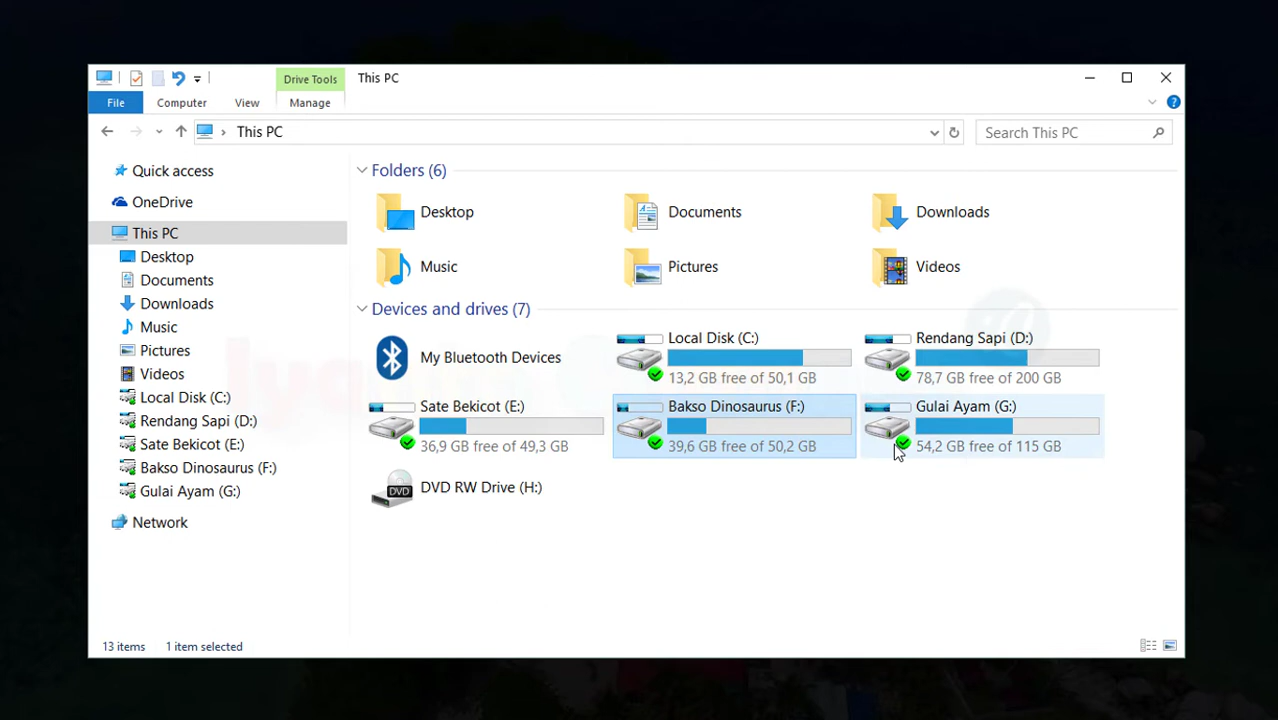 Drive Tools
This PC
File
Computer
View
Manage
This PC
Search This PC
Quick access
OneDrive
This PC
Desktop
Documents
Downloads
Music
Pictures
Videos
Local Disk (C:)
Rendang Sapi (D:)
Sate Bekicot (E:)
Bakso Dinosaurus (F:)
Gulai Ayam (G:)
Network
Folders (6)
Desktop
Documents
Downloads
Music
Pictures
Videos
Devices and drives (7)
My Bluetooth Devices
Local Disk (C:)
13,2 GB free of 50,1 GB
Rendang Sapi (D:)
78,7 GB free of 200 GB
Sate Bekicot (E:)
36,9 GB free of 49,3 GB
Bakso Dinosaurus (F:)
39,6 GB free of 50,2 GB
Gulai Ayam (G:)
54,2 GB free of 115 GB
DVD
DVD RW Drive (H:)
13 items
1 item selected